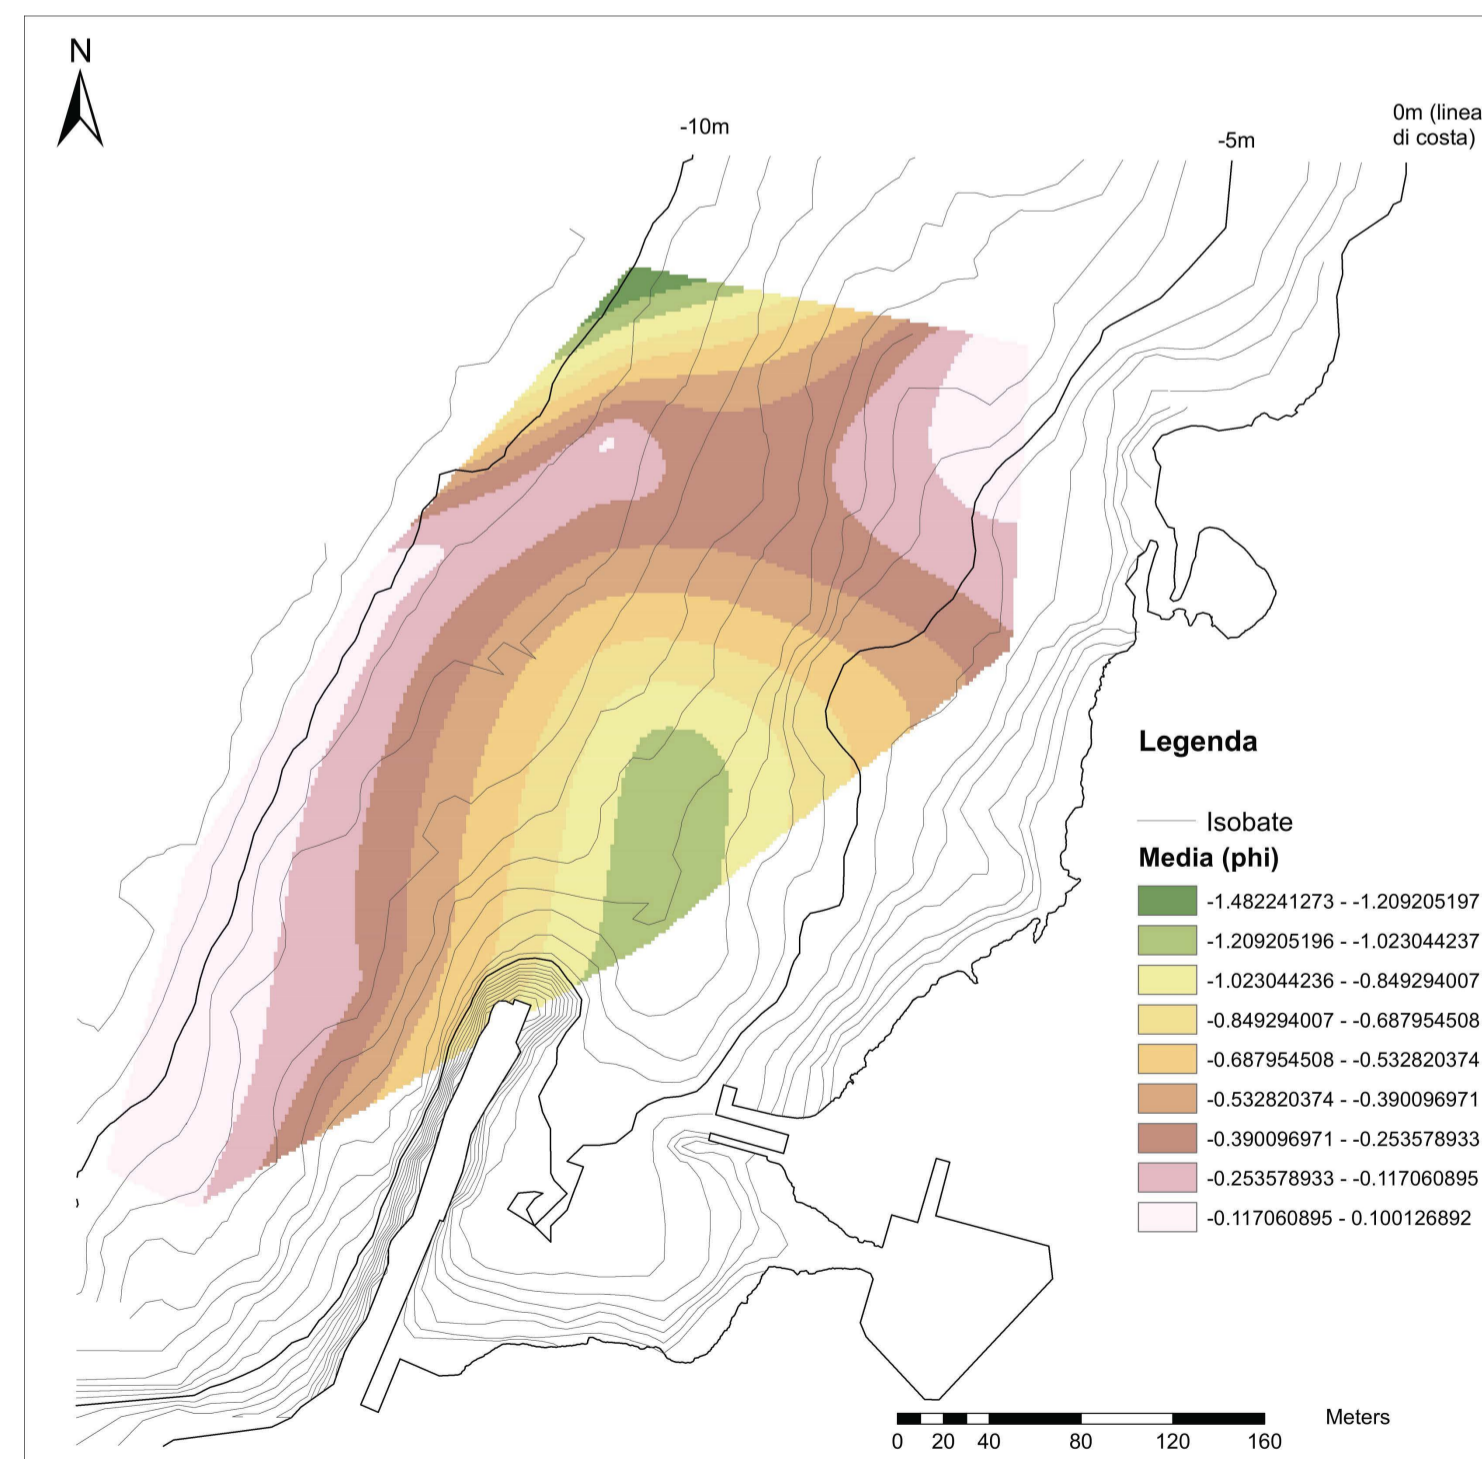 N
-10m
-5m
0m (linea
di costa)
Legenda
Isobate
Media (phi)
-1.482241273 - -1.209205197
-1.209205196 - -1.023044237
-1.023044236 - -0.849294007
-0.849294007 - -0.687954508
-0.687954508 - -0.532820374
-0.532820374 - -0.390096971
-0.390096971 - -0.253578933
-0.253578933 - -0.117060895
-0.117060895 - 0.100126892
Meters
0 20 40 80 120 160